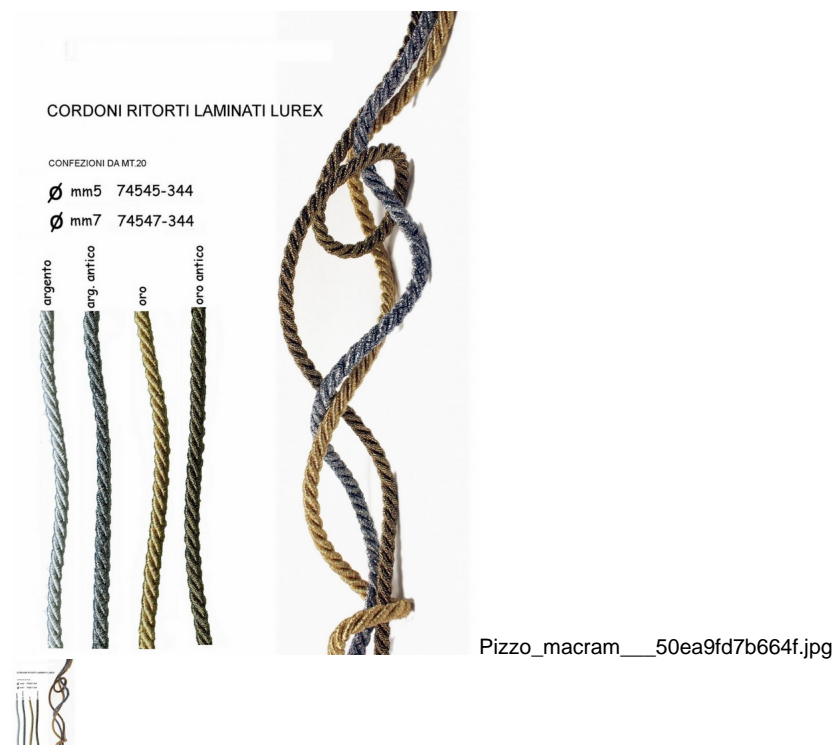 CORDONI RITORTI LAMINATI LUREX
CONFEZIONI DA MT.20
Ø mm5 74545-344
Ø mm7 74547-344
argento
arg. antico
oro
oro antico
Pizzo_macram___50ea9fd7b664f.jpg